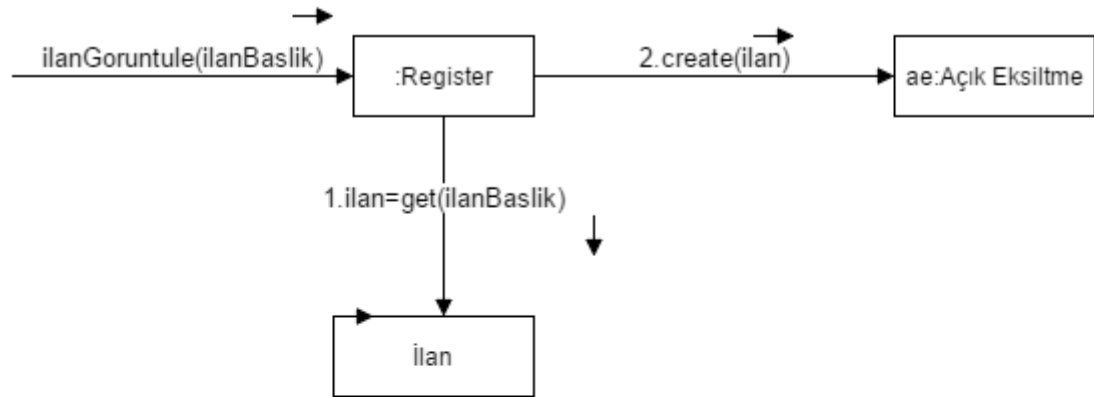 ilanGoruntule(ilanBaslik)
:Register
2.create(ilan)
ae:Açık Eksiltme
1.ilan=get(ilanBaslik)
İlan